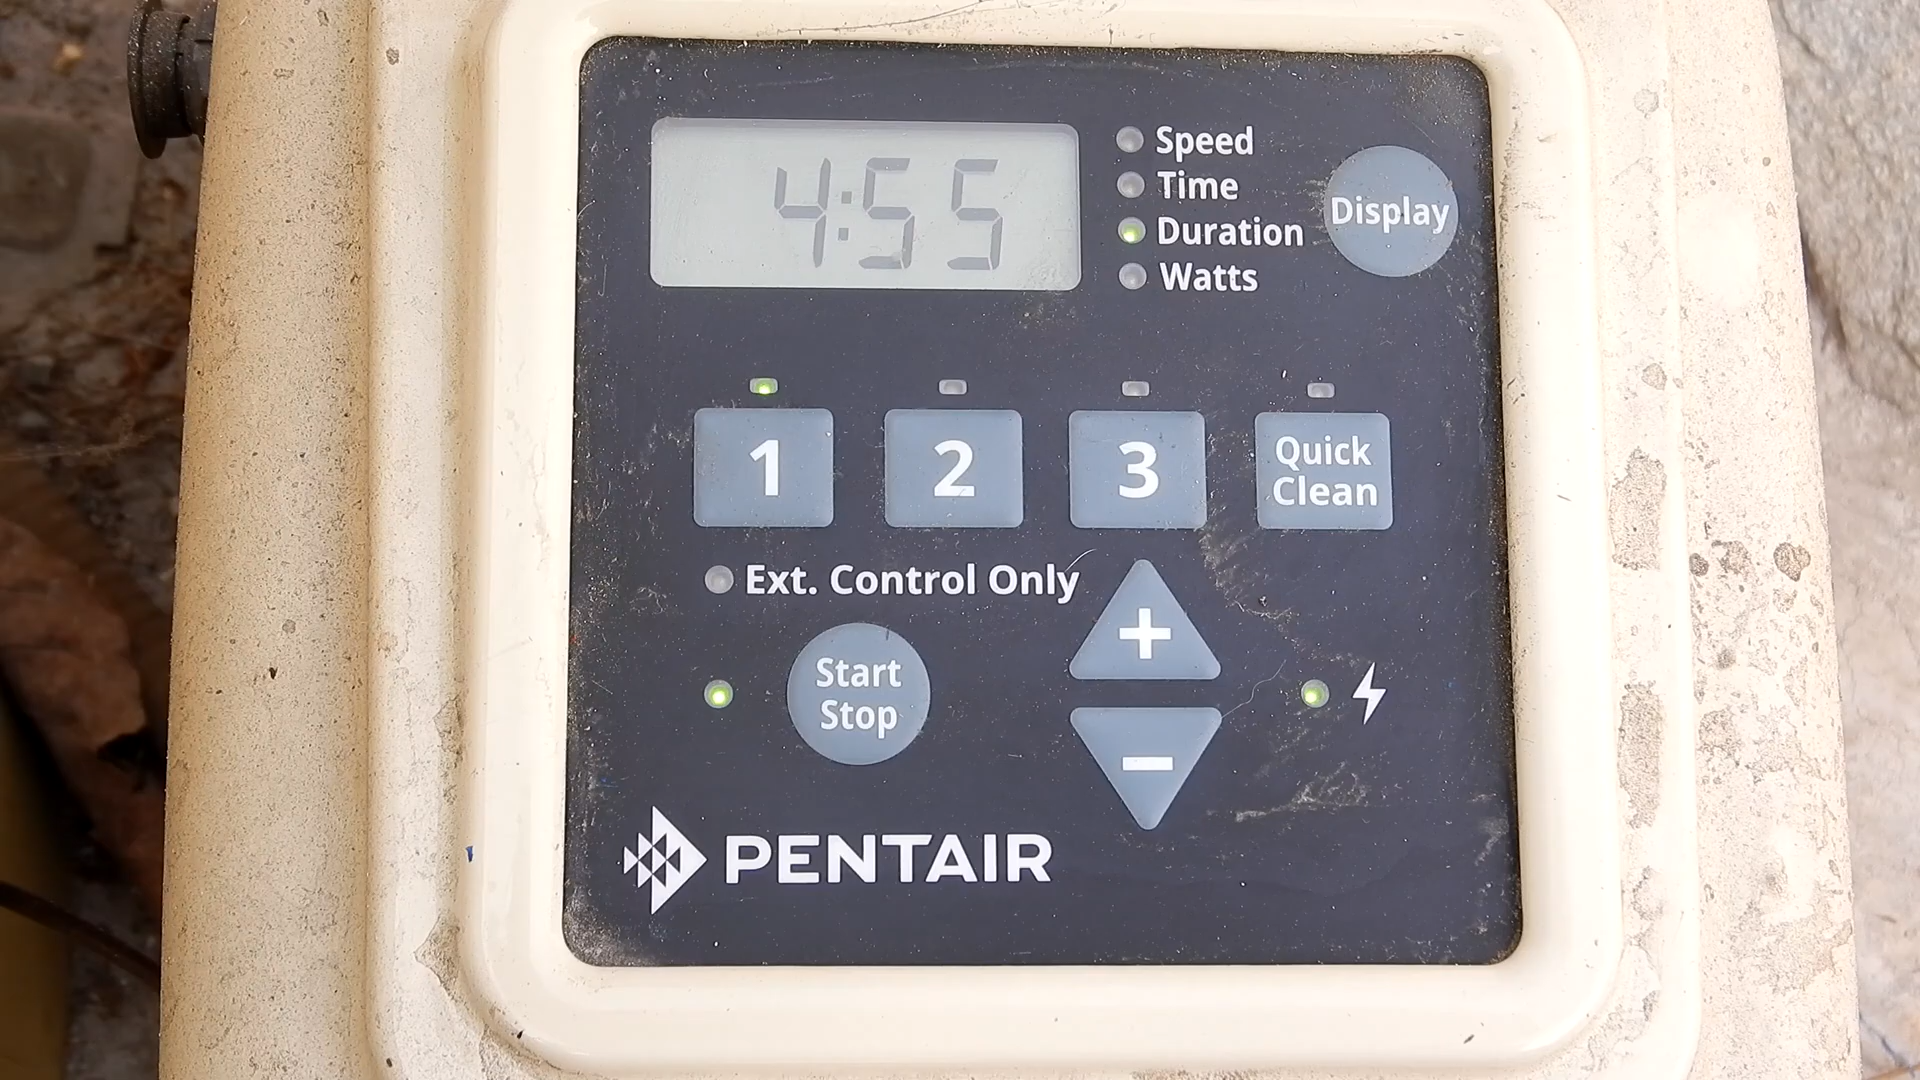 4:55
Speed
Time
Duration
Watts
Display
1
2
3
Quick
Clean
Ext. Control Only
+
Start
Stop
-
PENTAIR